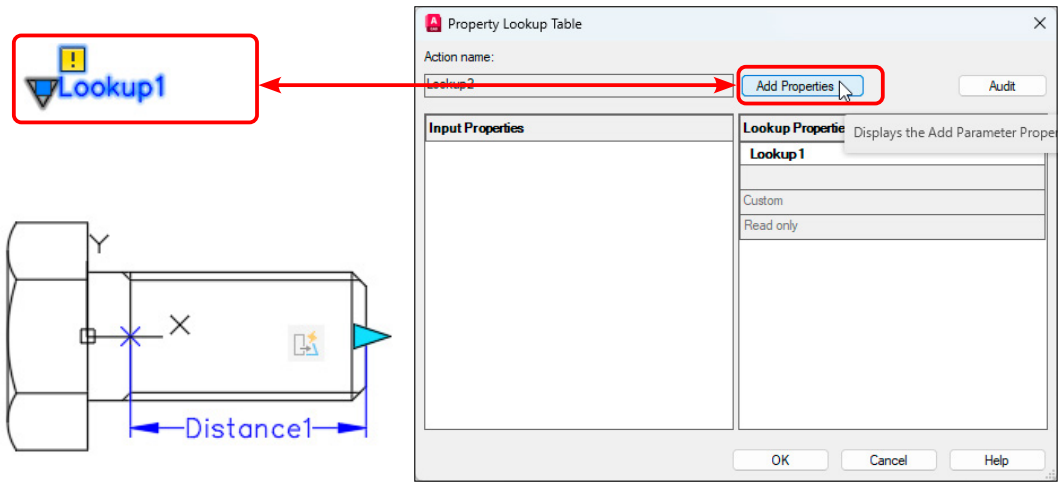 Lookup1
Y
X
Distance1
Property Lookup Table
Action name:
Lookup2
Add Properties
Audit
Input Properties
Lookup Propertie
Displays the Add Parameter Proper
Lookup1
Custom
Read only
OK
Cancel
Help